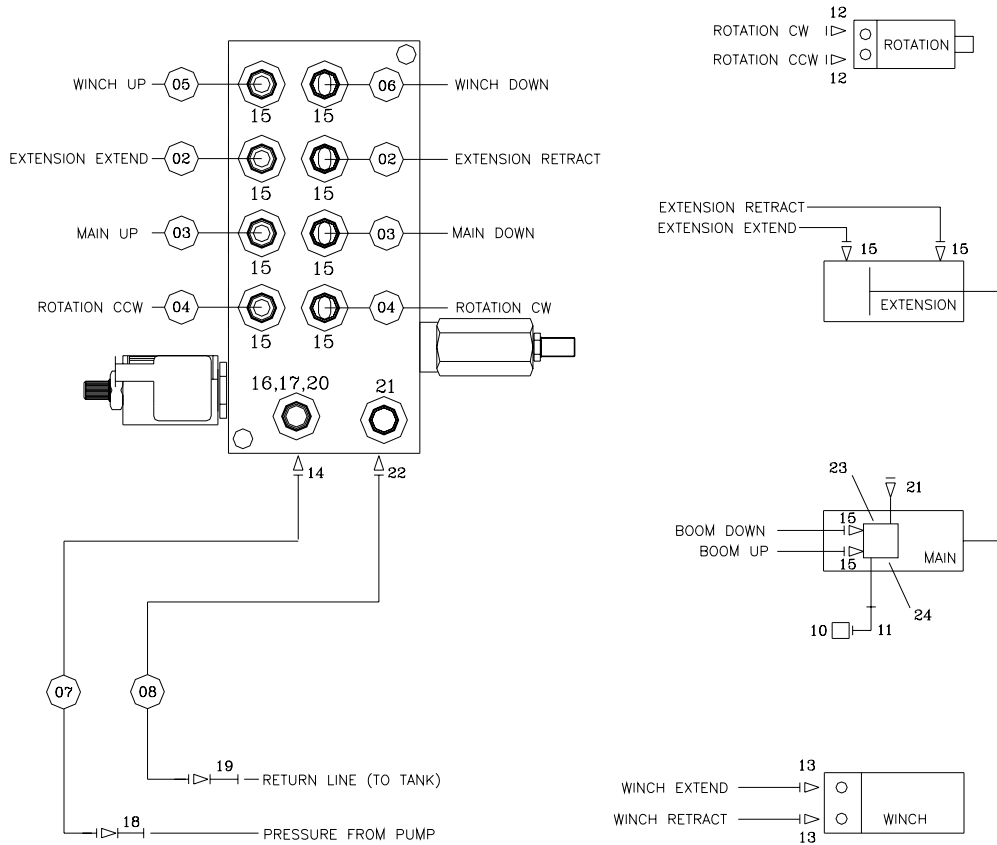 WINCH UP 05 06 WINCH DOWN
15 15
EXTENSION EXTEND 02 02 EXTENSION RETRACT
15 15
MAIN UP 03 03 MAIN DOWN
15 15
ROTATION CCW 04 04 ROTATION CW
15 15
16,17,20 21
14 22
07 08
19 RETURN LINE (TO TANK)
18 PRESSURE FROM PUMP
12
ROTATION CW
ROTATION CCW
ROTATION
12
EXTENSION RETRACT
EXTENSION EXTEND
15 15
EXTENSION
23
21
BOOM DOWN 15
BOOM UP
15
MAIN
24
10 11
13
WINCH EXTEND
WINCH RETRACT
WINCH
13